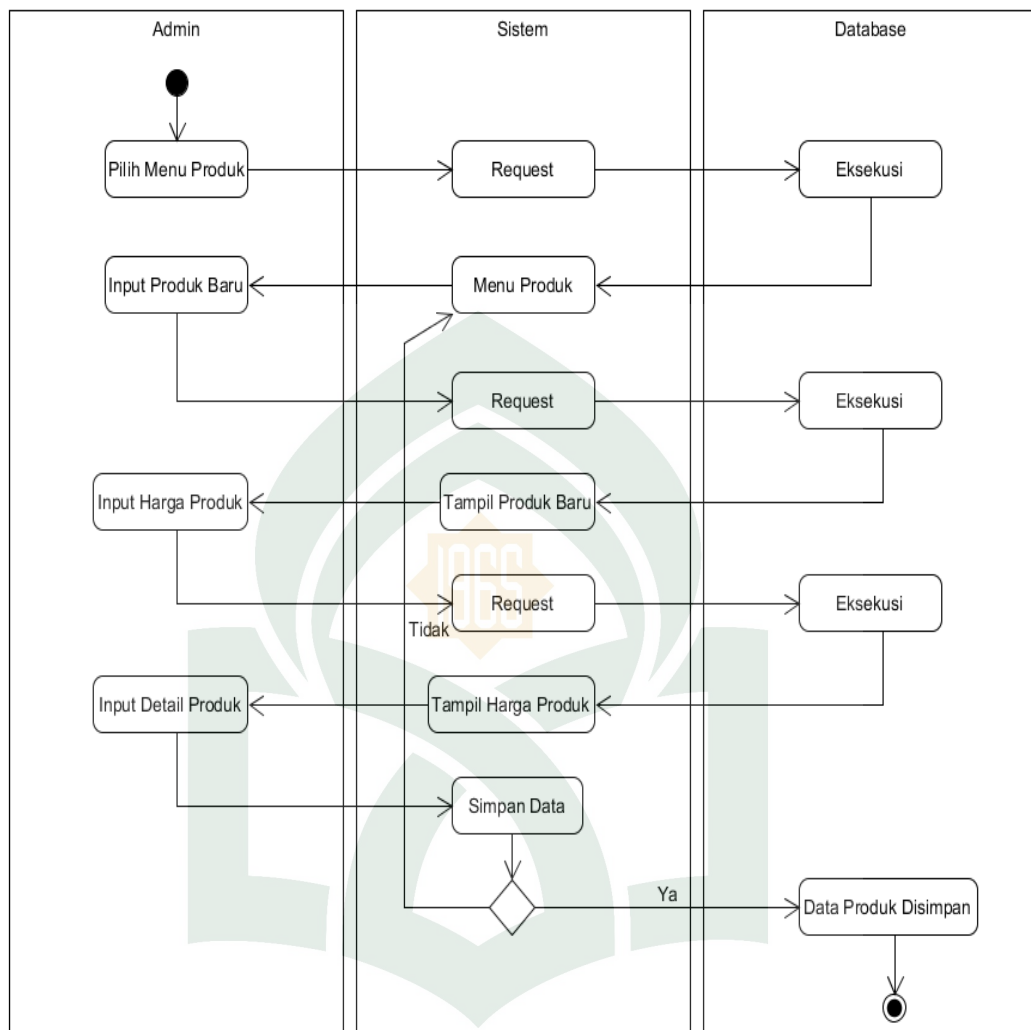 Admin
Sistem
Database
Pilih Menu Produk
Request
Eksekusi
Input Produk Baru
Menu Produk
Request
Eksekusi
Input Harga Produk
Tampil Produk Baru
1965
Request
Eksekusi
Tidak
Input Detail Produk
Tampil Harga Produk
Simpan Data
Ya
Data Produk Disimpan